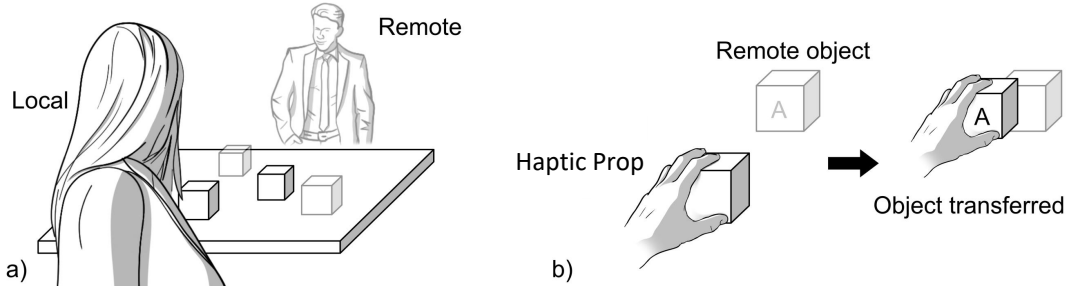 Local
Remote
a)
Remote object
A
Haptic Prop
A
Object transferred
b)